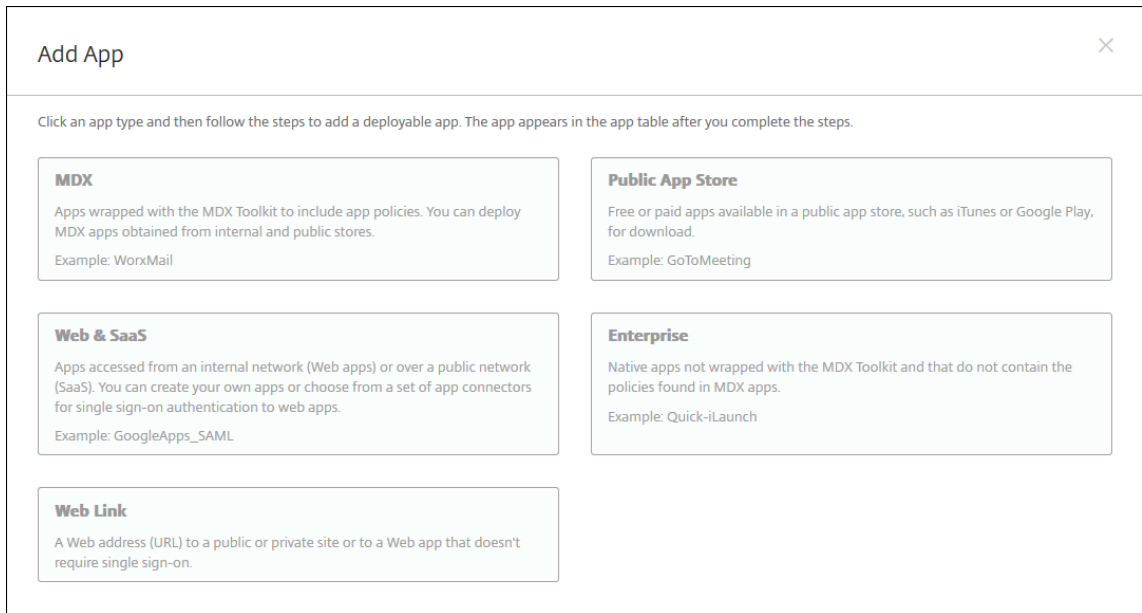 Add App
Click an app type and then follow the steps to add a deployable app. The app appears in the app table after you complete the steps.
MDX
Apps wrapped with the MDX Toolkit to include app policies. You can deploy
MDX apps obtained from internal and public stores.
Example: WorxMail
Public App Store
Free or paid apps available in a public app store, such as iTunes or Google Play,
for download.
Example: GoToMeeting
Web & SaaS
Apps accessed from an internal network (Web apps) or over a public network
(SaaS). You can create your own apps or choose from a set of app connectors
for single sign-on authentication to web apps.
Example: GoogleApps_SAML
Enterprise
Native apps not wrapped with the MDX Toolkit and that do not contain the
policies found in MDX apps.
Example: Quick-iLaunch
Web Link
A Web address (URL) to a public or private site or to a Web app that doesn't
require single sign-on.